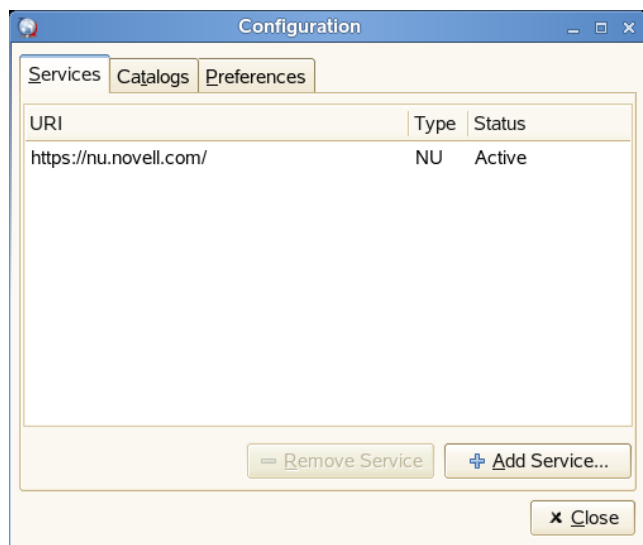 Configuration
Services Catalogs Preferences
URI Type Status
https://nu.novell.com/ NU Active
Remove Service Add Service...
Close